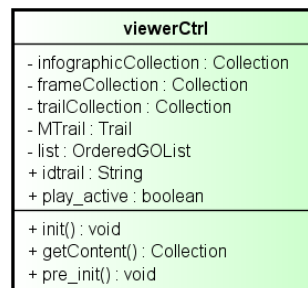 viewerCtrl
- infographicCollection : Collection
- frameCollection : Collection
- trailCollection : Collection
- MTrail : Trail
- list : OrderedGOList
+ idtrail : String
+ play_active : boolean
+ init() : void
+ getContent() : Collection
+ pre_init() : void